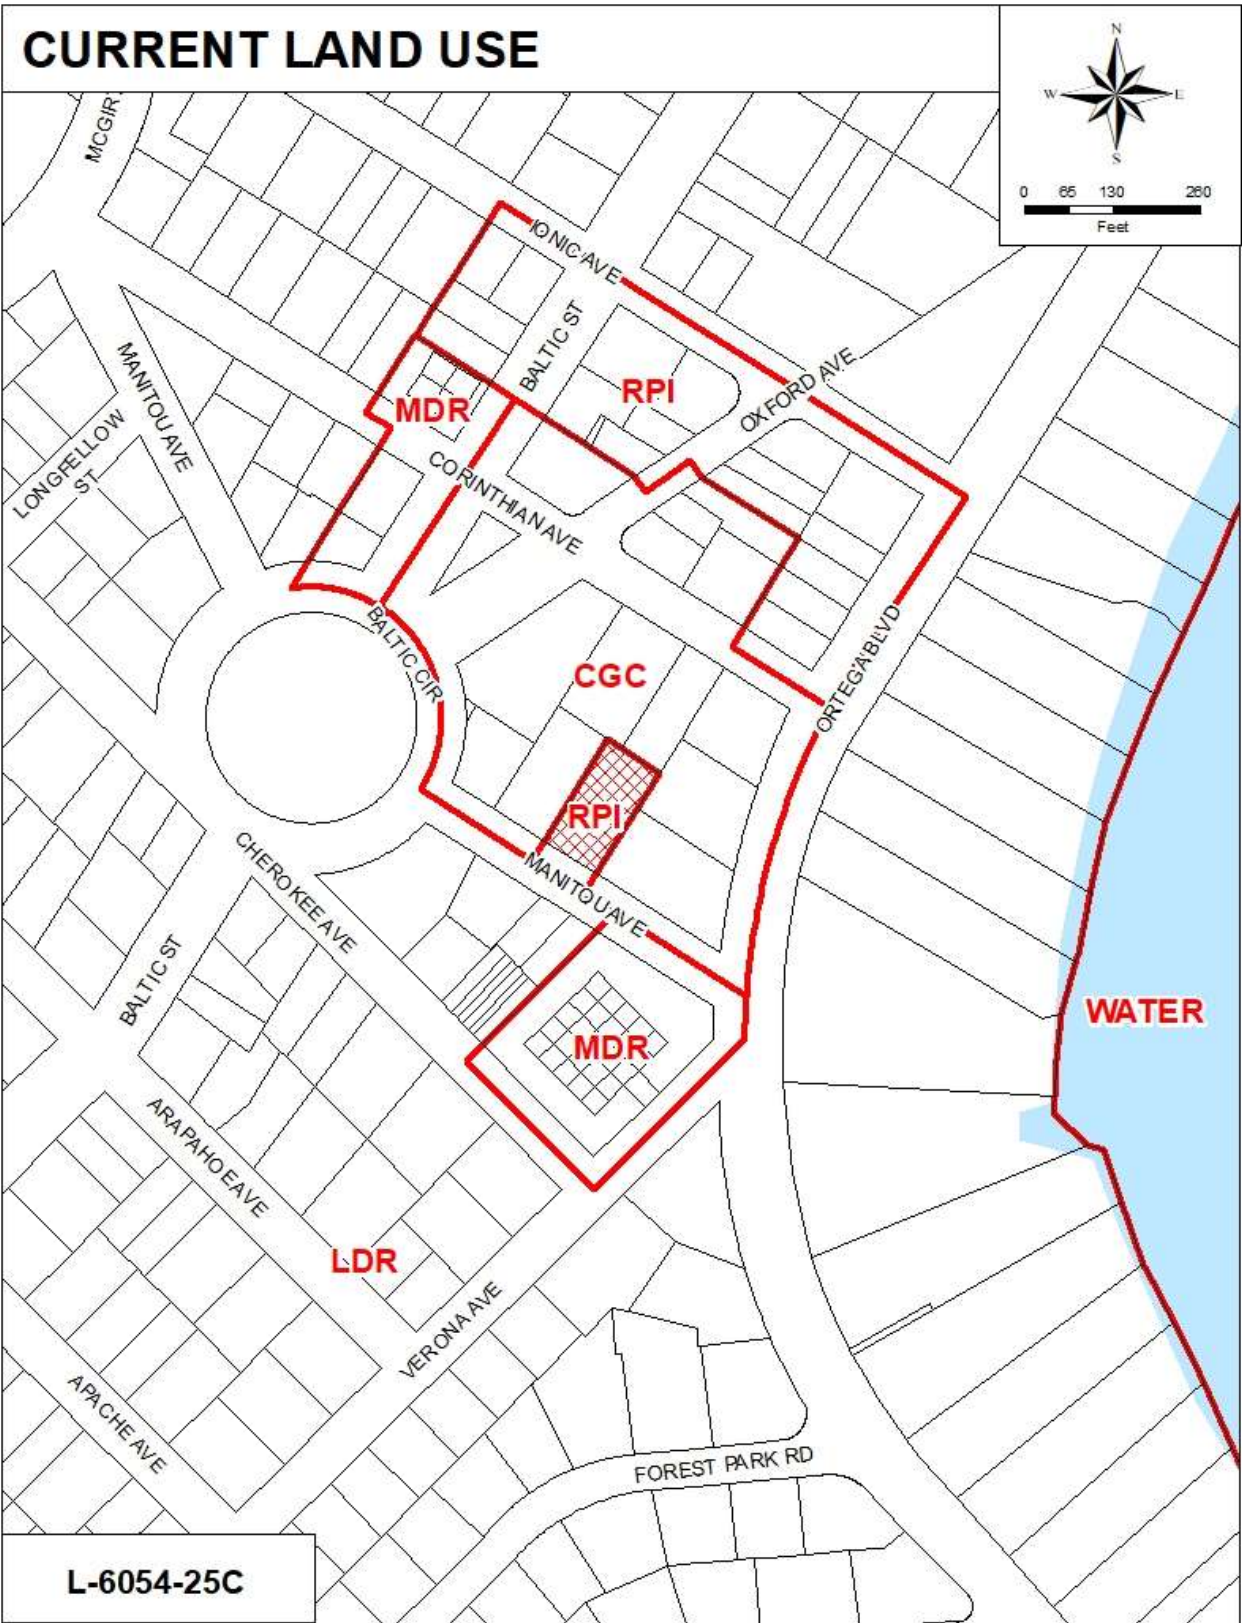 CURRENT LAND USE
N
W
E
S
0 65 130 260
Feet
IONIC AVE
MANITOU AVE
BALTIC ST
RPI
MDR
OXFORD AVE
LONGFELLOW
ST
CORINTHIAN AVE
BALTIC CIR
CGC
ORTEGA BLVD
RPI
MANITOU AVE
CHEROKEE AVE
BALTIC ST
WATER
MDR
ARAPAHOE AVE
LDR
VERONA AVE
APACHE AVE
FOREST PARK RD
L-6054-25C